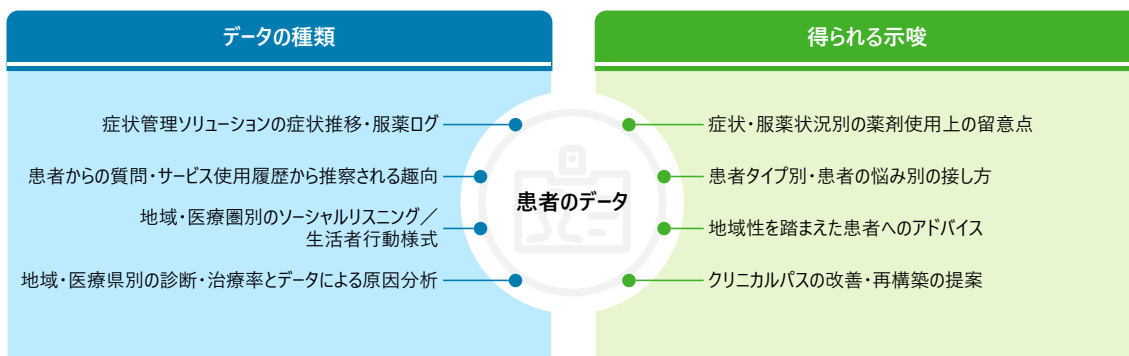 データの種類
症状管理ソリューションの症状推移・服薬ログ
患者からの質問・サービス使用履歴から推察される趣向
地域・医療圏別のソーシャルリスニング／
生活者行動様式
地域・医療県別の診断・治療率とデータによる原因分析
患者のデータ
得られる示唆
症状・服薬状況別の薬剤使用上の留意点
患者タイプ別・患者の悩み別の接し方
地域性を踏まえた患者へのアドバイス
クリニカルパスの改善・再構築の提案